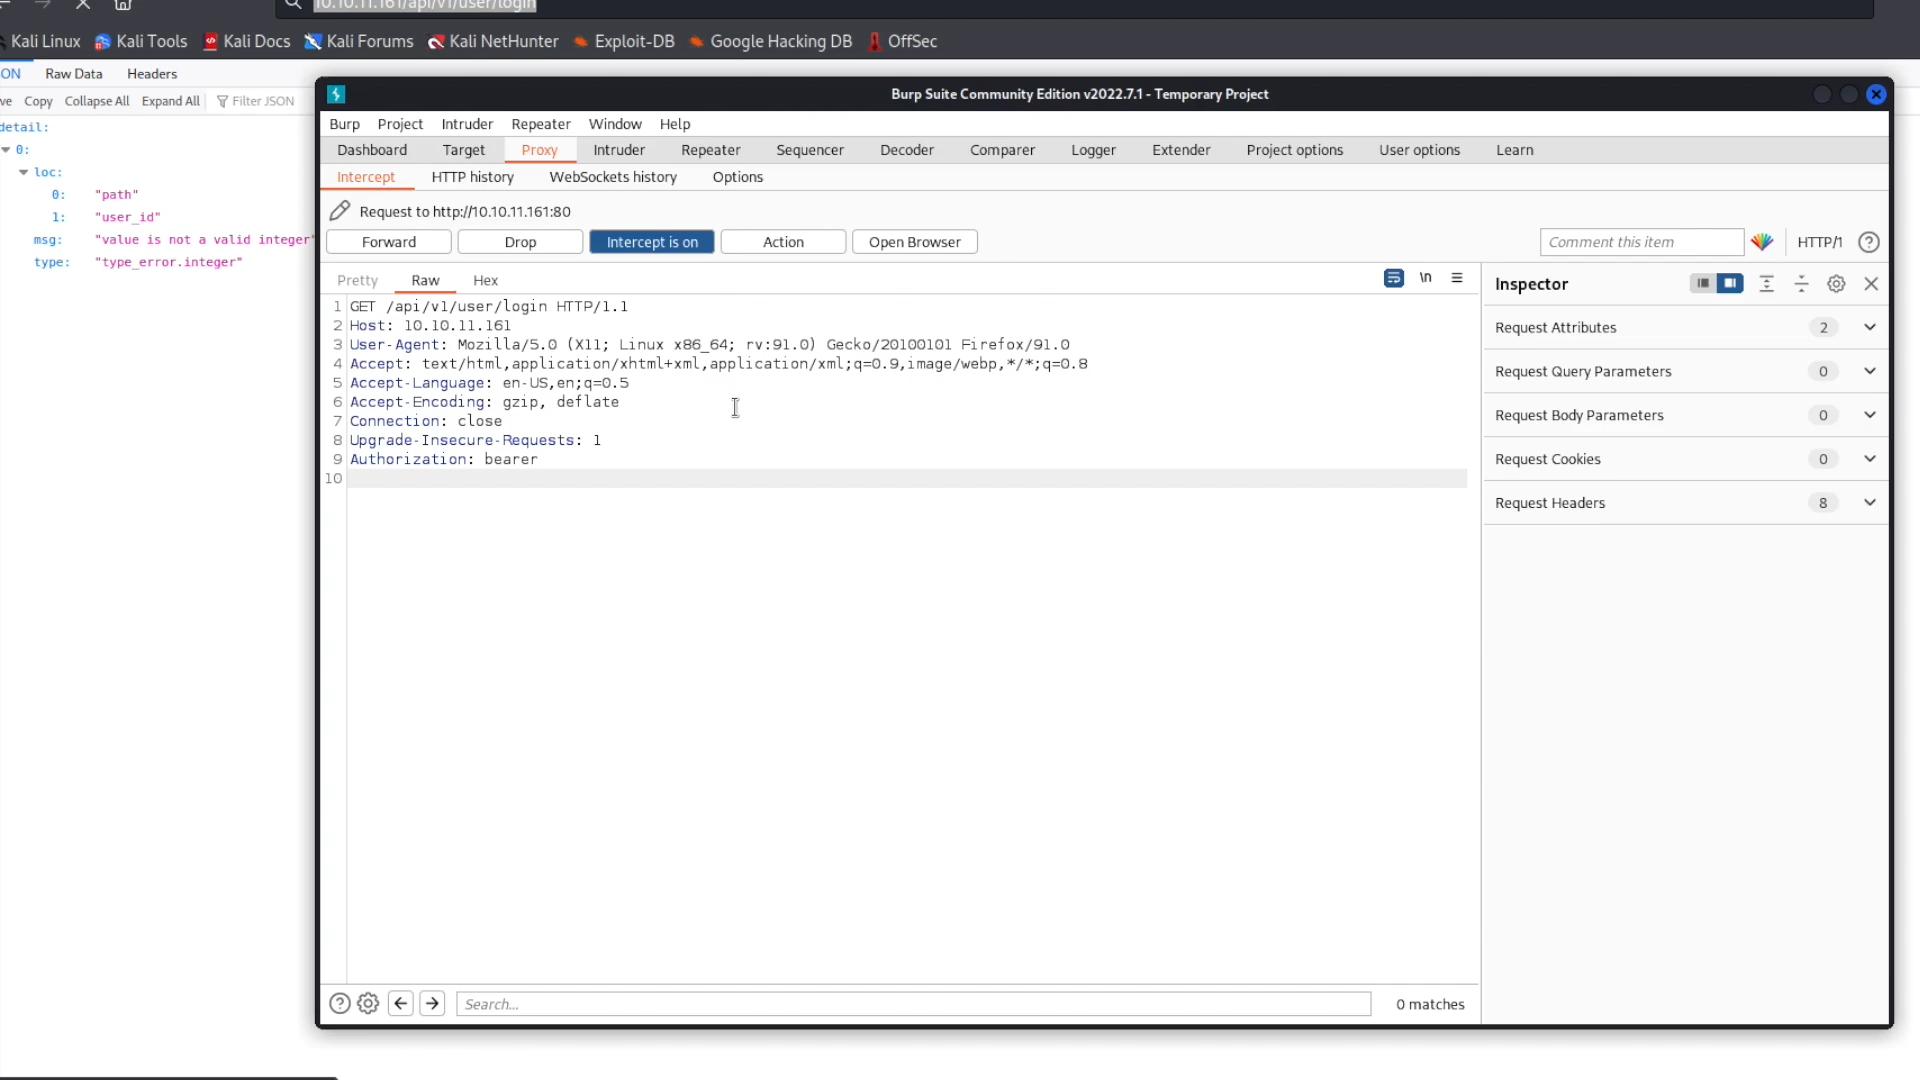 10.10.11.161/api/v1/user/login
Kali Linux Kali Tools Kali Docs Kali Forums Kali NetHunter Exploit-DB Google Hacking DB OffSec
ON Raw Data Headers
ve Copy Collapse All Expand All Filter JSON
detail:
0:
loc:
0: "path"
1: "user_id"
msg: "value is not a valid integer"
type: "type_error.integer"
Burp Suite Community Edition v2022.7.1 - Temporary Project
Burp Project Intruder Repeater Window Help
Dashboard Target Proxy Intruder Repeater Sequencer Decoder Comparer Logger Extender Project options User options Learn
Intercept HTTP history WebSockets history Options
Request to http://10.10.11.161:80
Forward Drop Intercept is on Action Open Browser Comment this item HTTP/1 ?
Pretty Raw Hex \n
1 GET /api/v1/user/login HTTP/1.1
2 Host: 10.10.11.161
3 User-Agent: Mozilla/5.0 (X11; Linux x86_64; rv:91.0) Gecko/20100101 Firefox/91.0
4 Accept: text/html,application/xhtml+xml,application/xml;q=0.9,image/webp,*/*;q=0.8
5 Accept-Language: en-US,en;q=0.5
6 Accept-Encoding: gzip, deflate
7 Connection: close
8 Upgrade-Insecure-Requests: 1
9 Authorization: bearer
10
Inspector
Request Attributes 2
Request Query Parameters 0
Request Body Parameters 0
Request Cookies 0
Request Headers 8
? Search... 0 matches